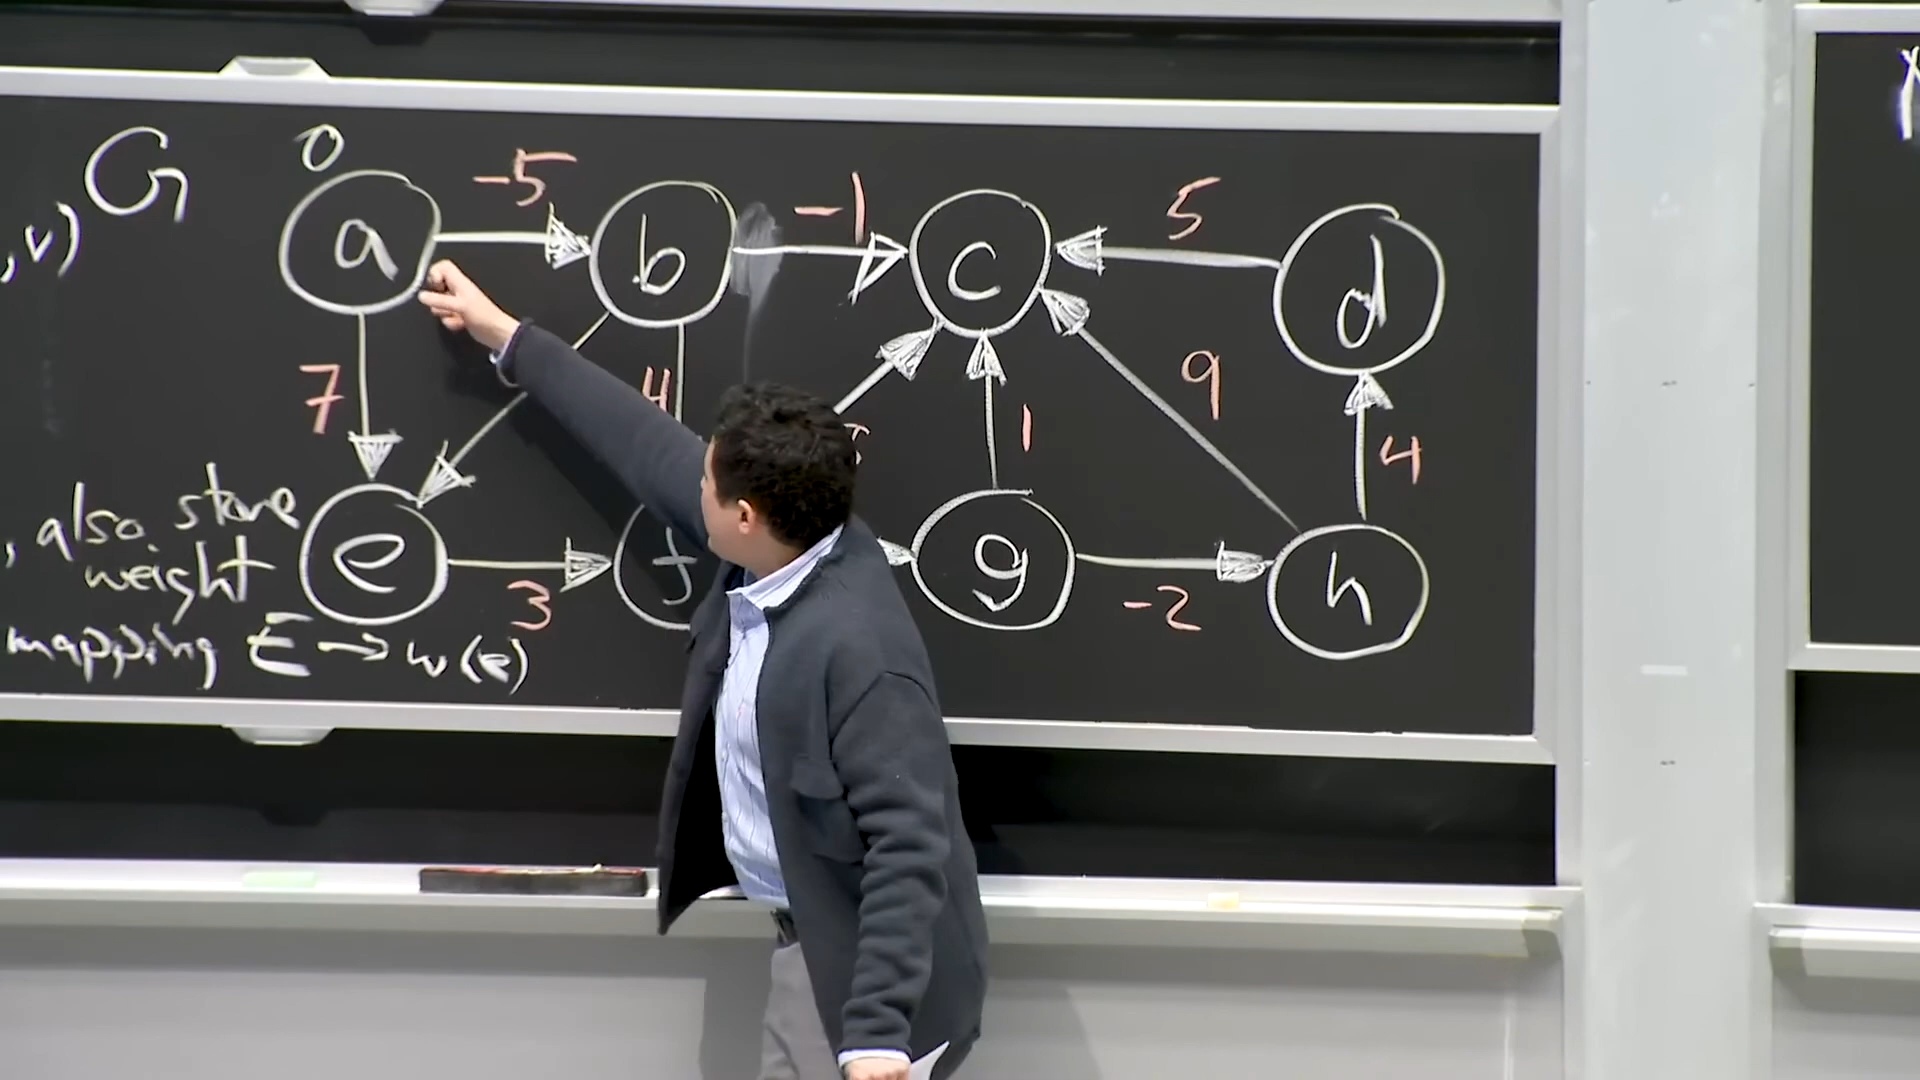 G
0
-5
-1
5
, v)
a
b
c
d
7
4
1
9
4
, also store
weight
mapping E → w(e)
e
3
f
g
-2
h